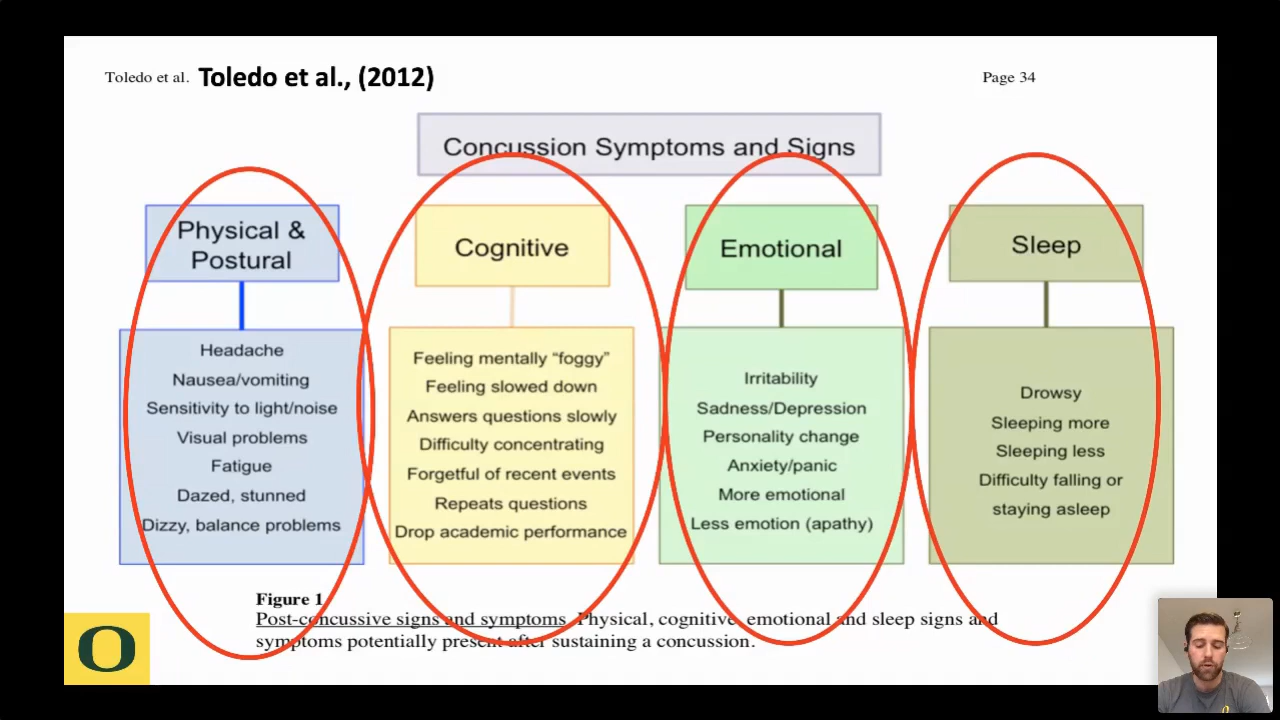 Toledo et al. Toledo et al., (2012) Page 34
Concussion Symptoms and Signs
Physical &
Postural
Headache
Nausea/vomiting
Sensitivity to light/noise
Visual problems
Fatigue
Dazed, stunned
Dizzy, balance problems
Cognitive
Feeling mentally “foggy”
Feeling slowed down
Answers questions slowly
Difficulty concentrating
Forgetful of recent events
Repeats questions
Drop academic performance
Emotional
Irritability
Sadness/Depression
Personality change
Anxiety/panic
More emotional
Less emotion (apathy)
Sleep
Drowsy
Sleeping more
Sleeping less
Difficulty falling or
staying asleep
Figure 1
Post-concussive signs and symptoms. Physical, cognitive, emotional and sleep signs and
symptoms potentially present after sustaining a concussion.
O